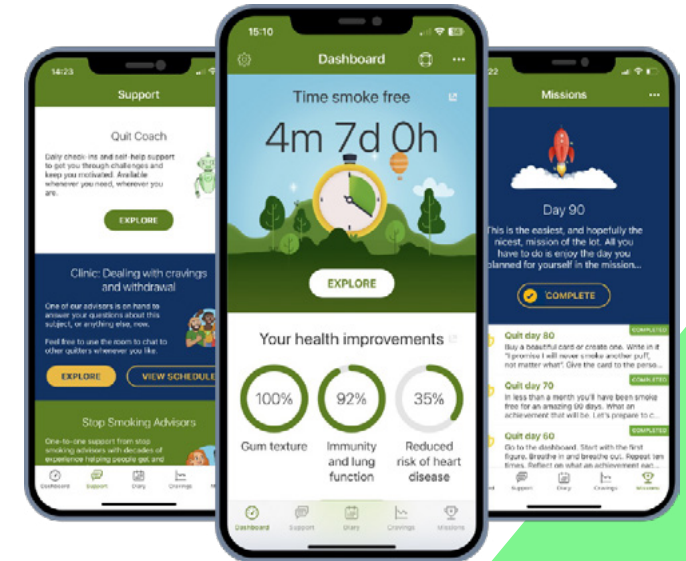 14:23
Support
Quit Coach
Daily check-ins and self-help support
to get you through challenges and
keep you motivated. Available
whenever you need, wherever you
are.
EXPLORE
Clinic: Dealing with cravings
and withdrawal
One of our advisors is on hand to
answer your questions about this
subject, or anything else, now.
Feel free to use the room to chat to
other quitters whenever you like.
EXPLORE
VIEW SCHEDULE
Stop Smoking Advisors
One-to-one support from stop
smoking advisors with decades of
experience helping people get and
Dashboard
Support
Diary
Cravings
15:10
Dashboard
Time smoke free
4m 7d 0h
EXPLORE
Your health improvements
100%
92%
35%
Gum texture
Immunity
and lung
function
Reduced
risk of heart
disease
Dashboard
Support
Diary
Cravings
Missions
22
Missions
Day 90
This is the easiest, and hopefully the
nicest, mission of the lot. All you
have to do is enjoy the day you
planned for yourself in the mission...
COMPLETE
COMPLETED
Quit day 80
Buy a beautiful card or create one. Write in it
"I promise I will never smoke another puff,
not matter what". Give the card to the perso...
COMPLETED
Quit day 70
In less than a month you'll have been smoke
free for an amazing 90 days. What an
achievement that will be. Let's prepare to c...
COMPLETED
Quit day 60
Go to the dashboard. Start with the first
figure. Breathe in and breathe out. Repeat ten
times. Reflect on what an achievement
Support
Diary
Cravings
Missions